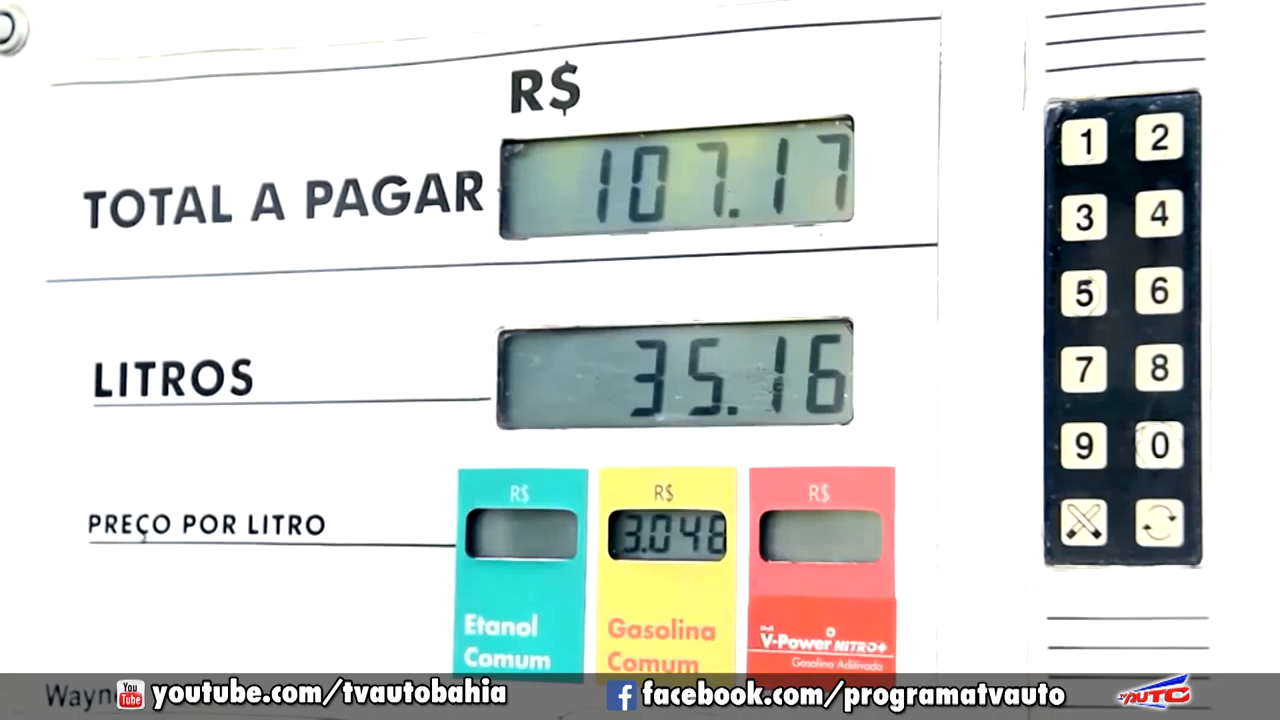 R$
TOTAL A PAGAR 107.17
LITROS 35.16
R$ R$ R$
PREÇO POR LITRO 3.048
Etanol
Comum
Gasolina
Comum
V-Power NITRO+
Gasolina Aditivada
1 2
3 4
5 6
7 8
9 0
youtube.com/tvautobahia facebook.com/programatvauto